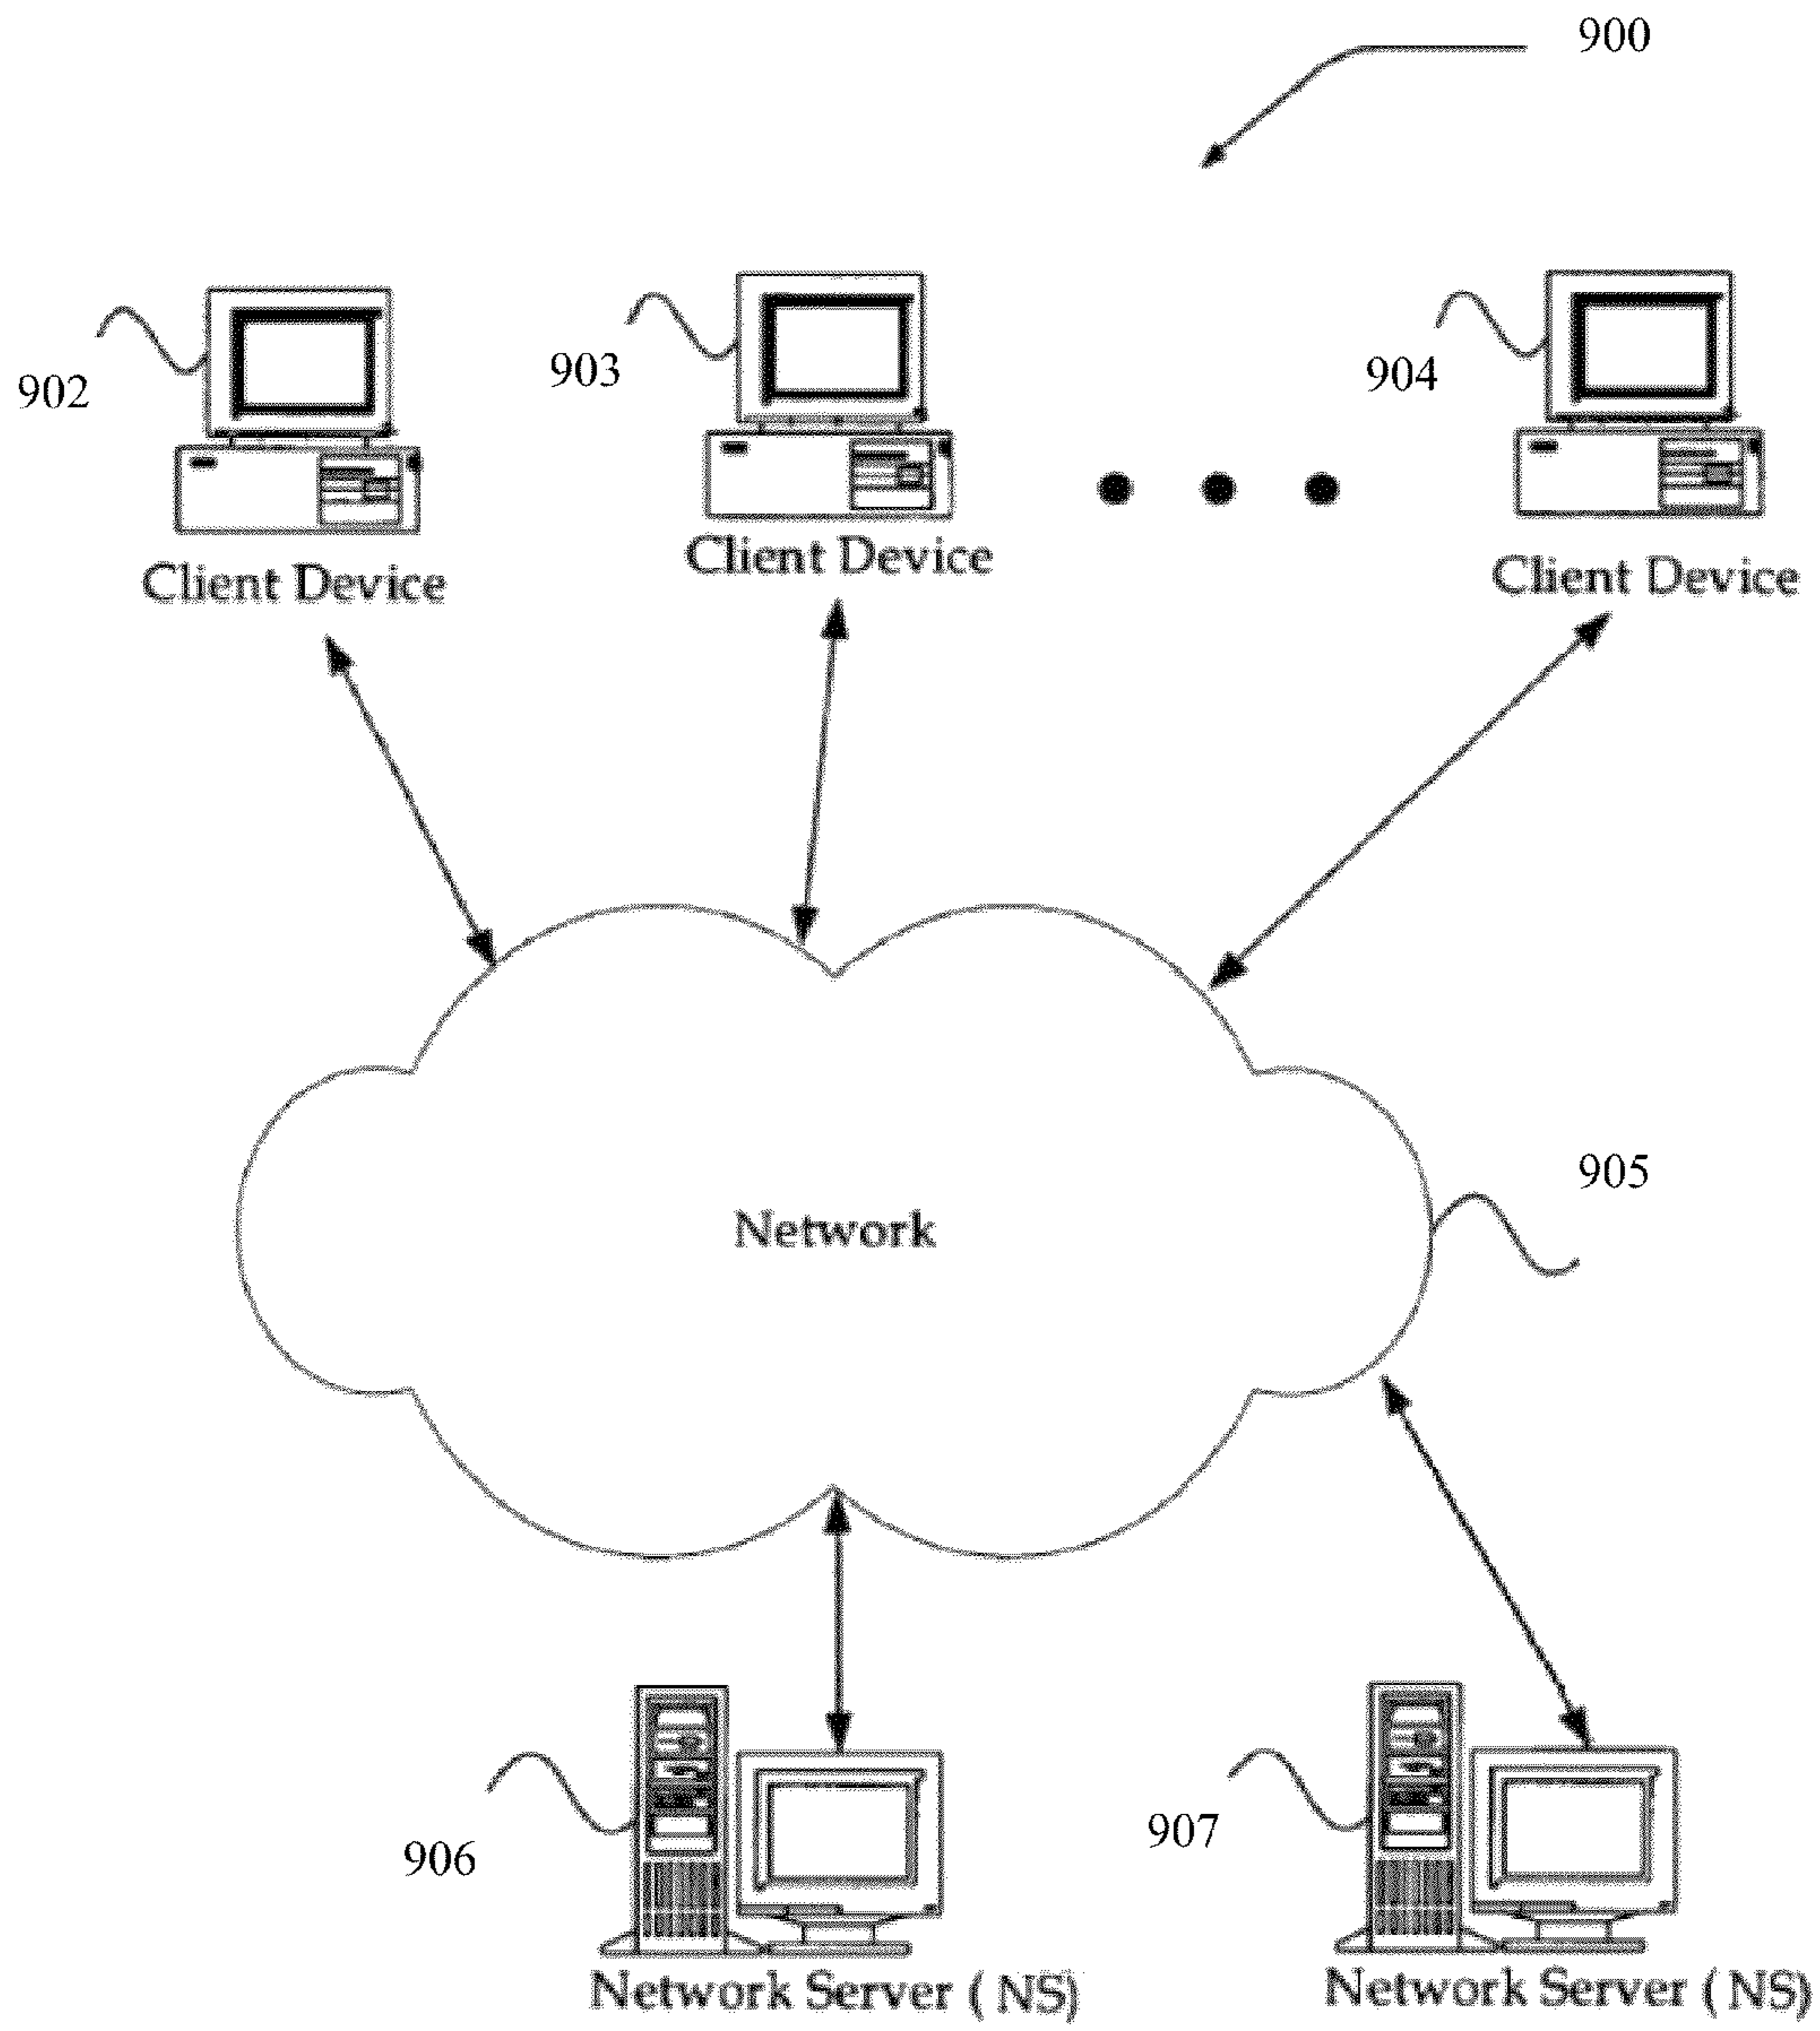 900
902
903
904
Client Device
Client Device
Client Device
Network
905
906
907
Network Server ( NS)
Network Server ( NS)